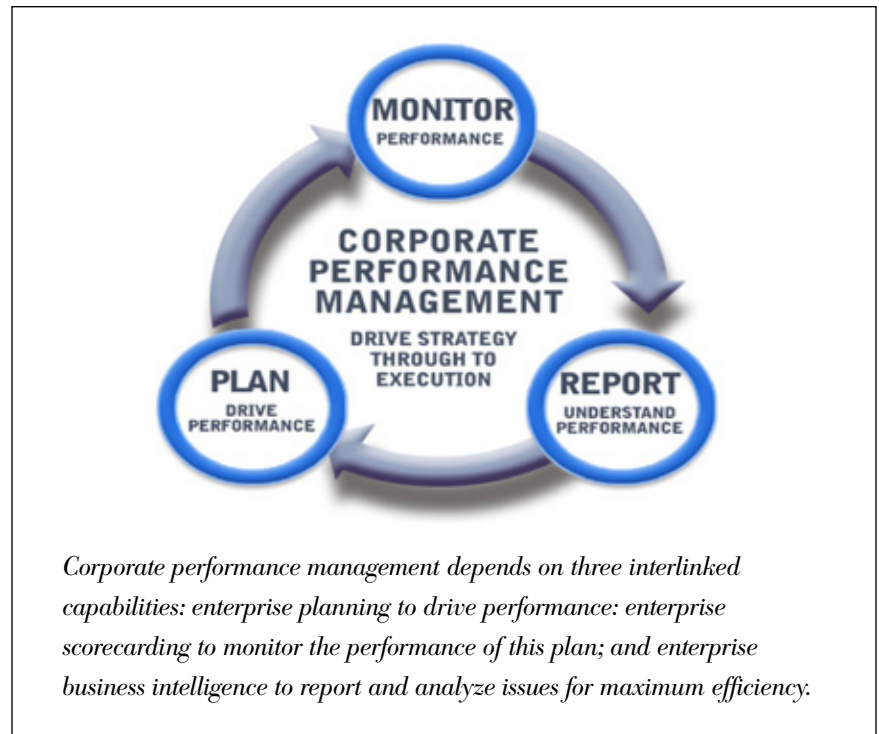 MONITOR
PERFORMANCE
CORPORATE
PERFORMANCE
MANAGEMENT
DRIVE STRATEGY
THROUGH TO
EXECUTION
PLAN
DRIVE
PERFORMANCE
REPORT
UNDERSTAND
PERFORMANCE
Corporate performance management depends on three interlinked
capabilities: enterprise planning to drive performance: enterprise
scorecarding to monitor the performance of this plan; and enterprise
business intelligence to report and analyze issues for maximum efficiency.